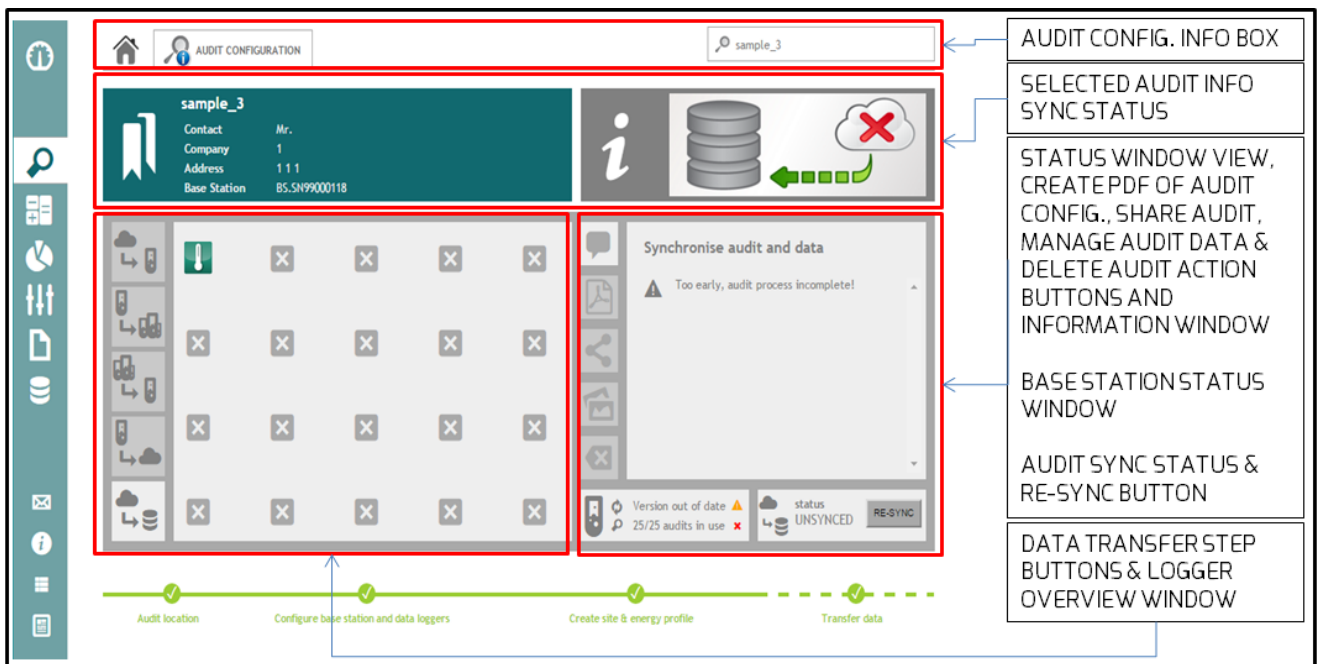 AUDIT CONFIGURATION
sample_3
AUDIT CONFIG. INFO BOX
sample_3
Contact Mr.
Company 1
Address 1 1 1
Base Station BS.SN99000118
i
SELECTED AUDIT INFO
SYNC STATUS
Synchronise audit and data
Too early, audit process incomplete!
Version out of date
25/25 audits in use
status
UNSYNCED
RE-SYNC
STATUS WINDOW VIEW,
CREATE PDF OF AUDIT
CONFIG., SHARE AUDIT,
MANAGE AUDIT DATA &
DELETE AUDIT ACTION
BUTTONS AND
INFORMATION WINDOW
BASE STATION STATUS
WINDOW
AUDIT SYNC STATUS &
RE-SYNC BUTTON
DATA TRANSFER STEP
BUTTONS & LOGGER
OVERVIEW WINDOW
Audit location
Configure base station and data loggers
Create site & energy profile
Transfer data